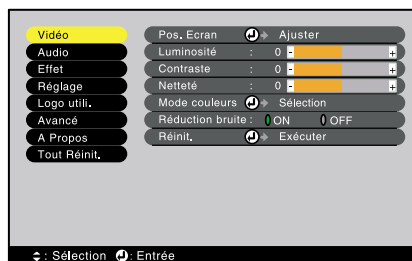 Vidéo
Audio
Effet
Réglage
Logo utili.
Avancé
A Propos
Tout Réinit.
Pos. Ecran Ajuster
Luminosité : 0 - +
Contraste : 0 - +
Netteté : 0 - +
Mode couleurs Sélection
Réduction bruite : ON OFF
Réinit. Exécuter
: Sélection : Entrée